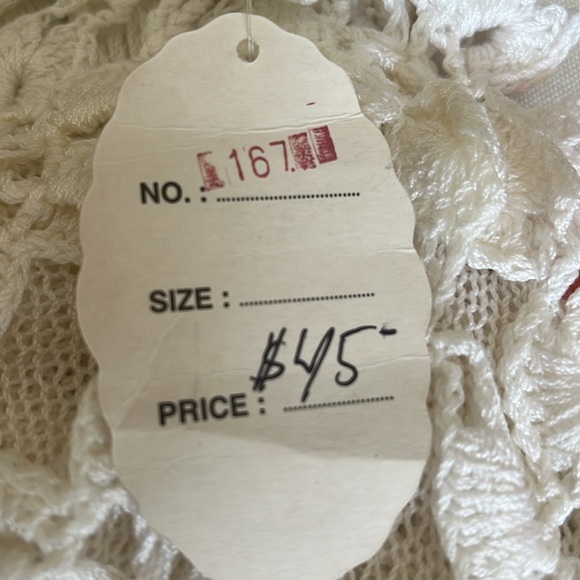 NO. : 167
SIZE :
PRICE : $45-